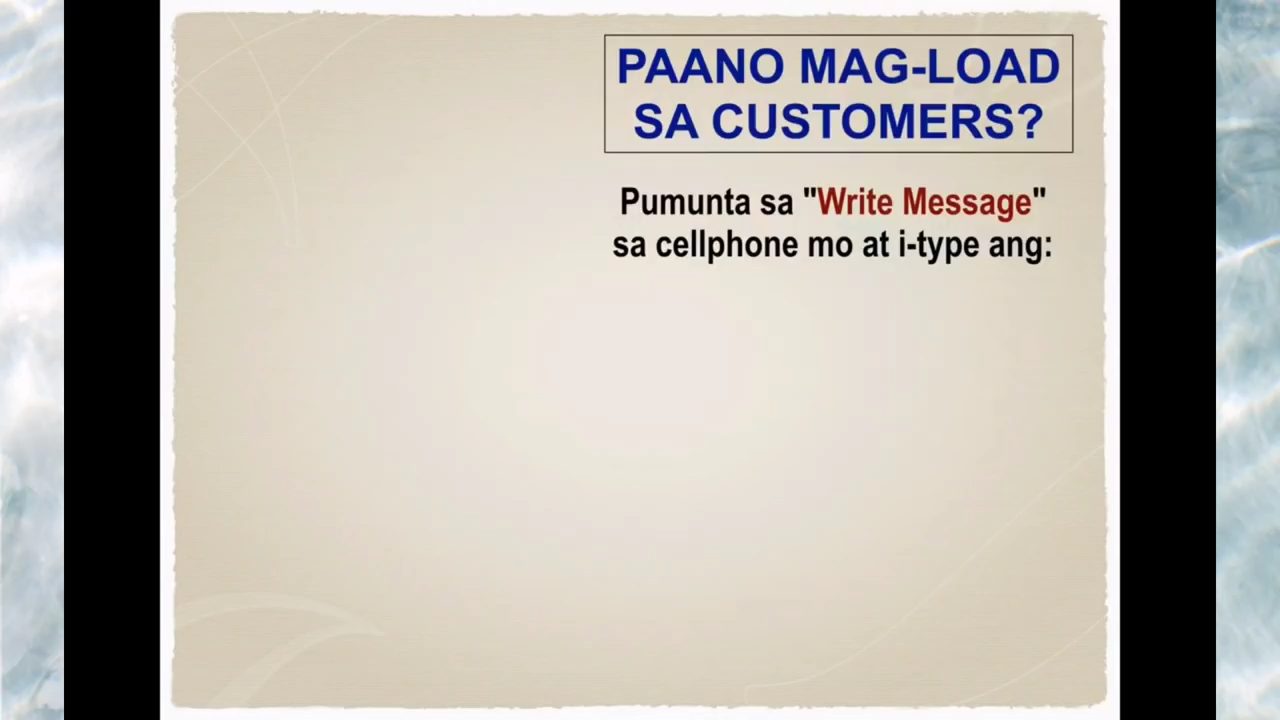 PAANO MAG-LOAD
SA CUSTOMERS?
Pumunta sa "Write Message"
sa cellphone mo at i-type ang: